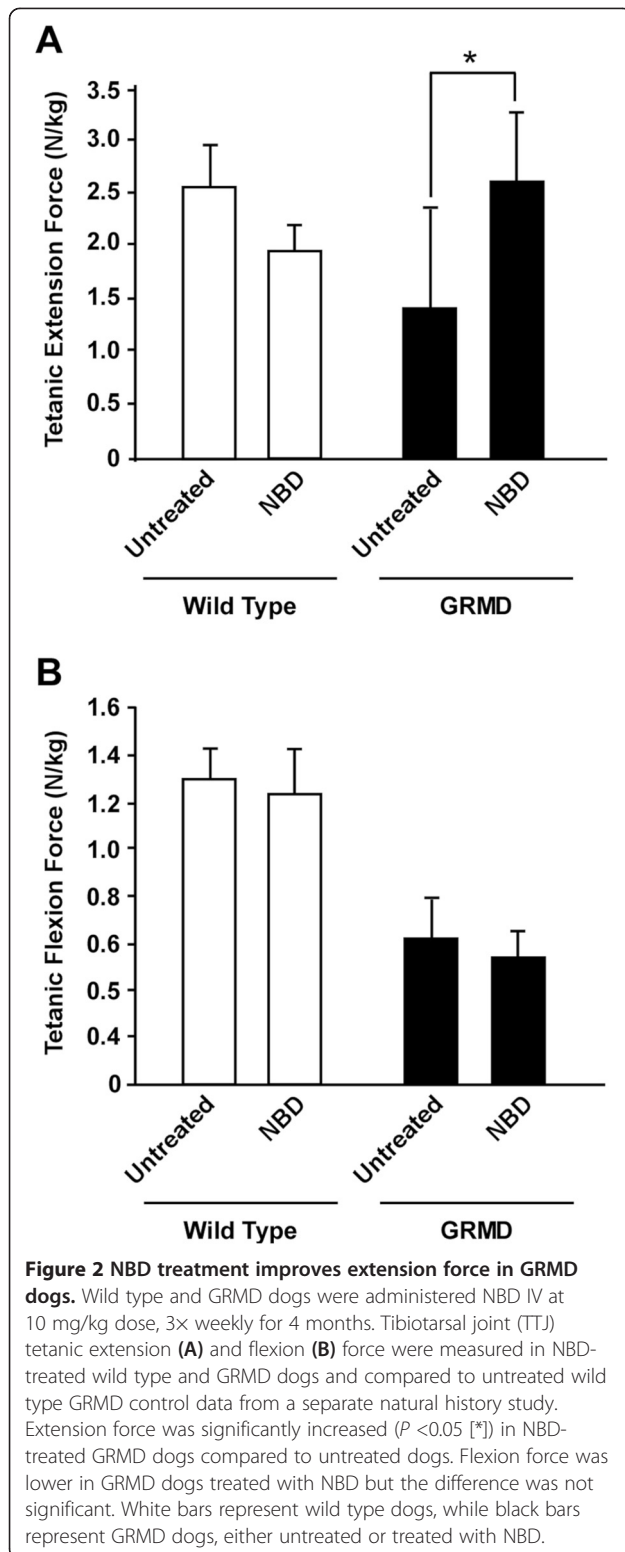 A
*
Tetanic Extension Force (N/kg)
3.5
3.0
2.5
2.0
1.5
1.0
0.5
0
Untreated
NBD
Untreated
NBD
Wild Type
GRMD
B
Tetanic Flexion Force (N/kg)
1.6
1.4
1.2
1.0
0.8
0.6
0.5
0.4
0
Untreated
NBD
Untreated
NBD
Wild Type
GRMD
Figure 2 NBD treatment improves extension force in GRMD
dogs. Wild type and GRMD dogs were administered NBD IV at
10 mg/kg dose, 3× weekly for 4 months. Tibiotarsal joint (TTJ)
tetanic extension (A) and flexion (B) force were measured in NBD-
treated wild type and GRMD dogs and compared to untreated wild
type GRMD control data from a separate natural history study.
Extension force was significantly increased (P <0.05 [*]) in NBD-
treated GRMD dogs compared to untreated dogs. Flexion force was
lower in GRMD dogs treated with NBD but the difference was not
significant. White bars represent wild type dogs, while black bars
represent GRMD dogs, either untreated or treated with NBD.